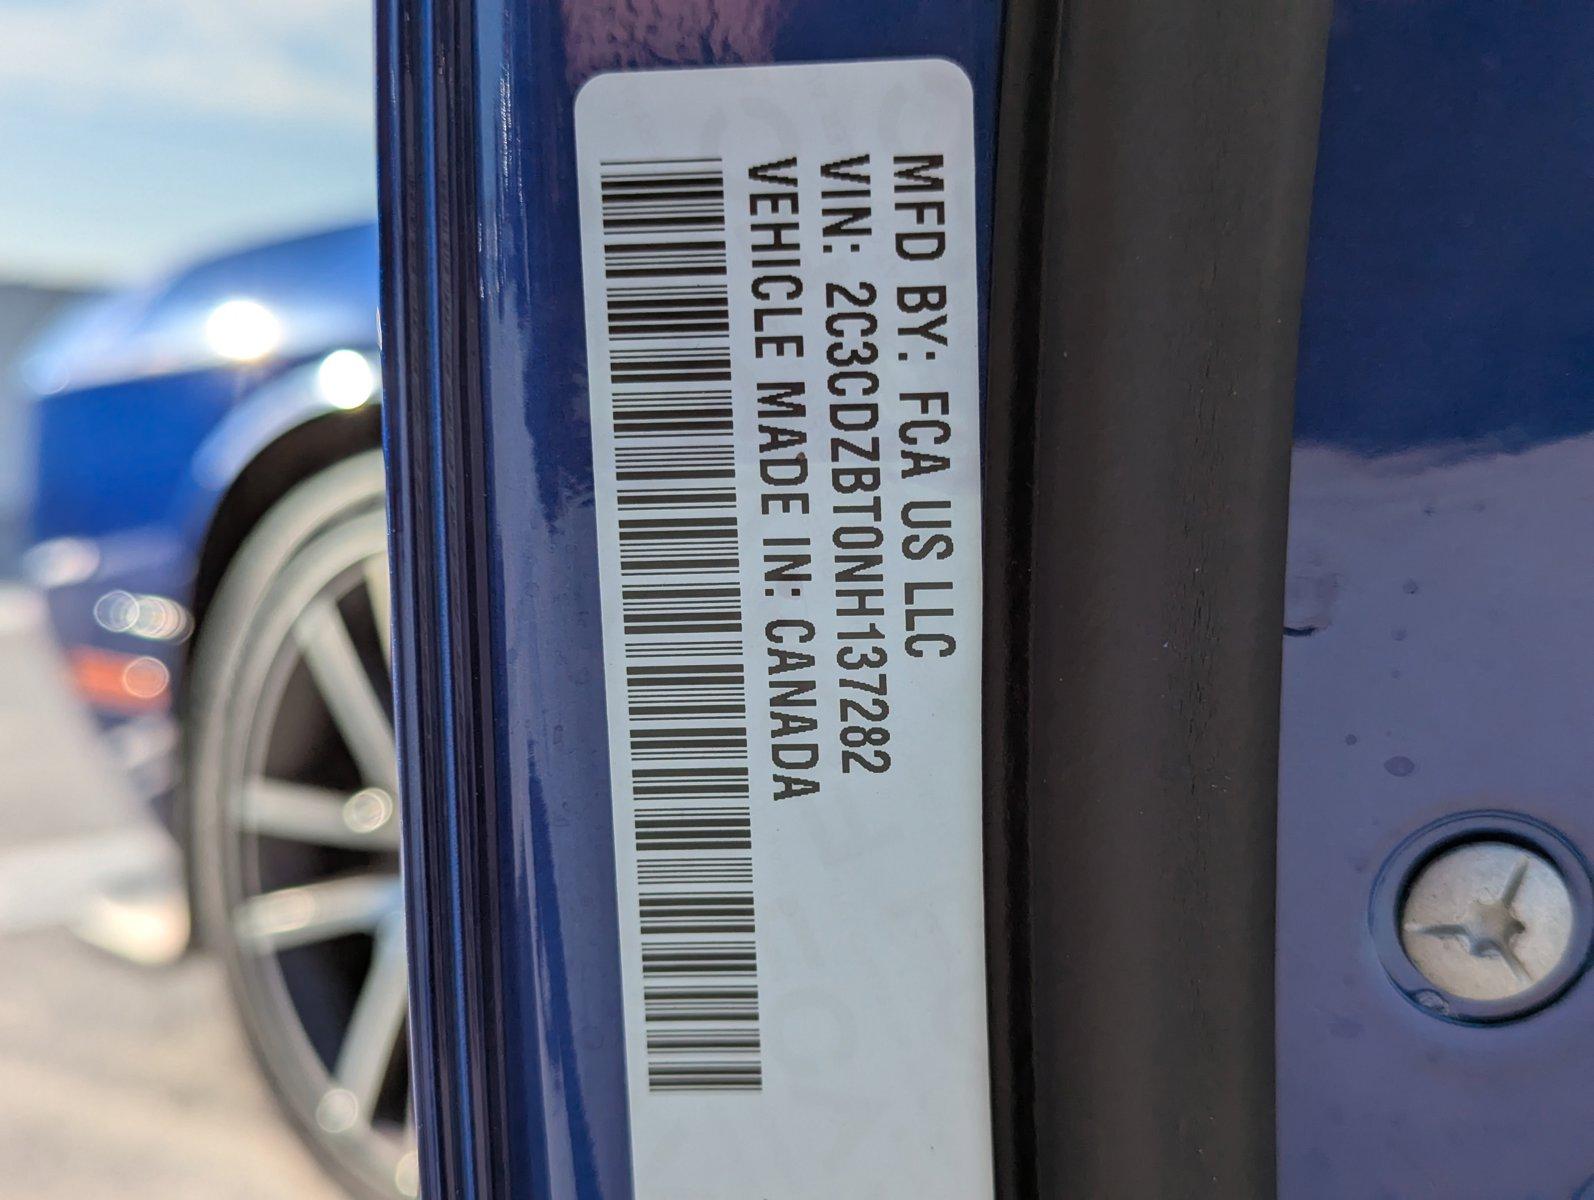 MFD BY: FCA US LLC
VIN: 2C3CDZBT0NH137282
VEHICLE MADE IN: CANADA